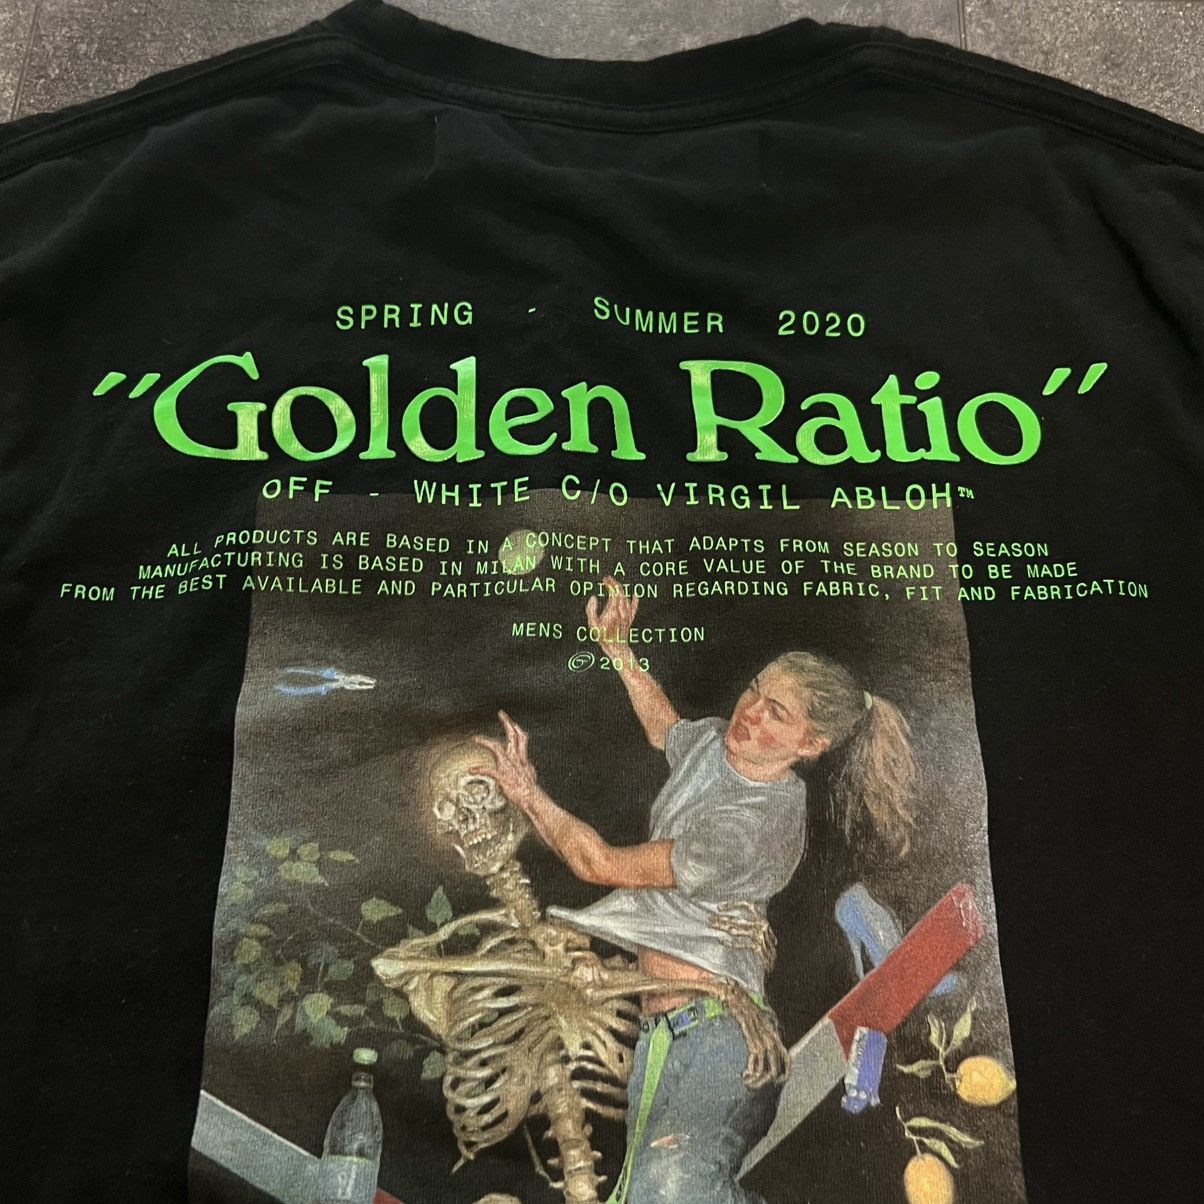 SPRING - SUMMER 2020
"Golden Ratio"
OFF - WHITE C/O VIRGIL ABLOH™
ALL PRODUCTS ARE BASED IN A CONCEPT THAT ADAPTS FROM SEASON TO SEASON
MANUFACTURING IS BASED IN MILAN WITH A CORE VALUE OF THE BRAND TO BE MADE
FROM THE BEST AVAILABLE AND PARTICULAR OPINION REGARDING FABRIC, FIT AND FABRICATION
MENS COLLECTION
2013